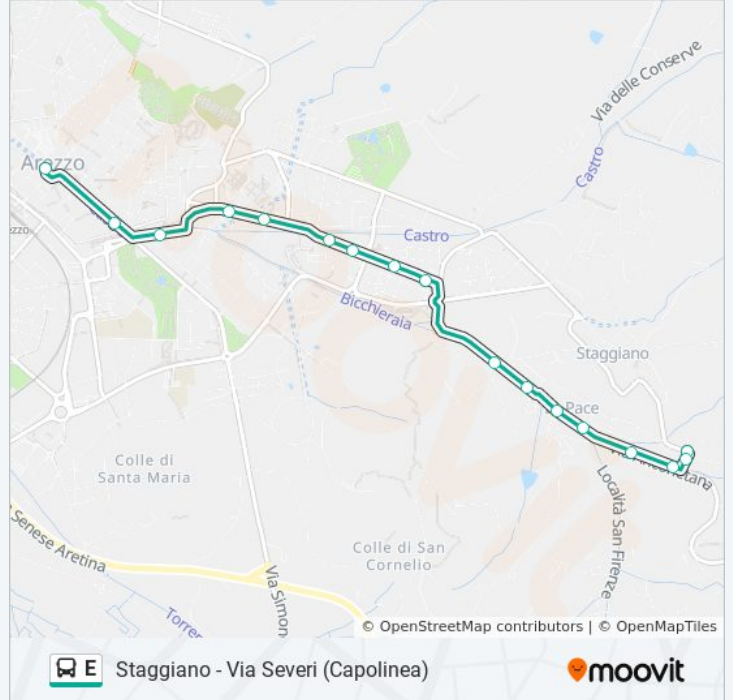 Via delle Conserve
Arezzo
Castro
Castro
Bicchieraia
Staggiano
Pace
Colle di
Santa Maria
Località San Firenze
Senese Aretina
Colle di San
Cornelio
Via Simon
Torrer
© OpenStreetMap contributors | © OpenMapTiles
E Staggiano - Via Severi (Capolinea)
moovit